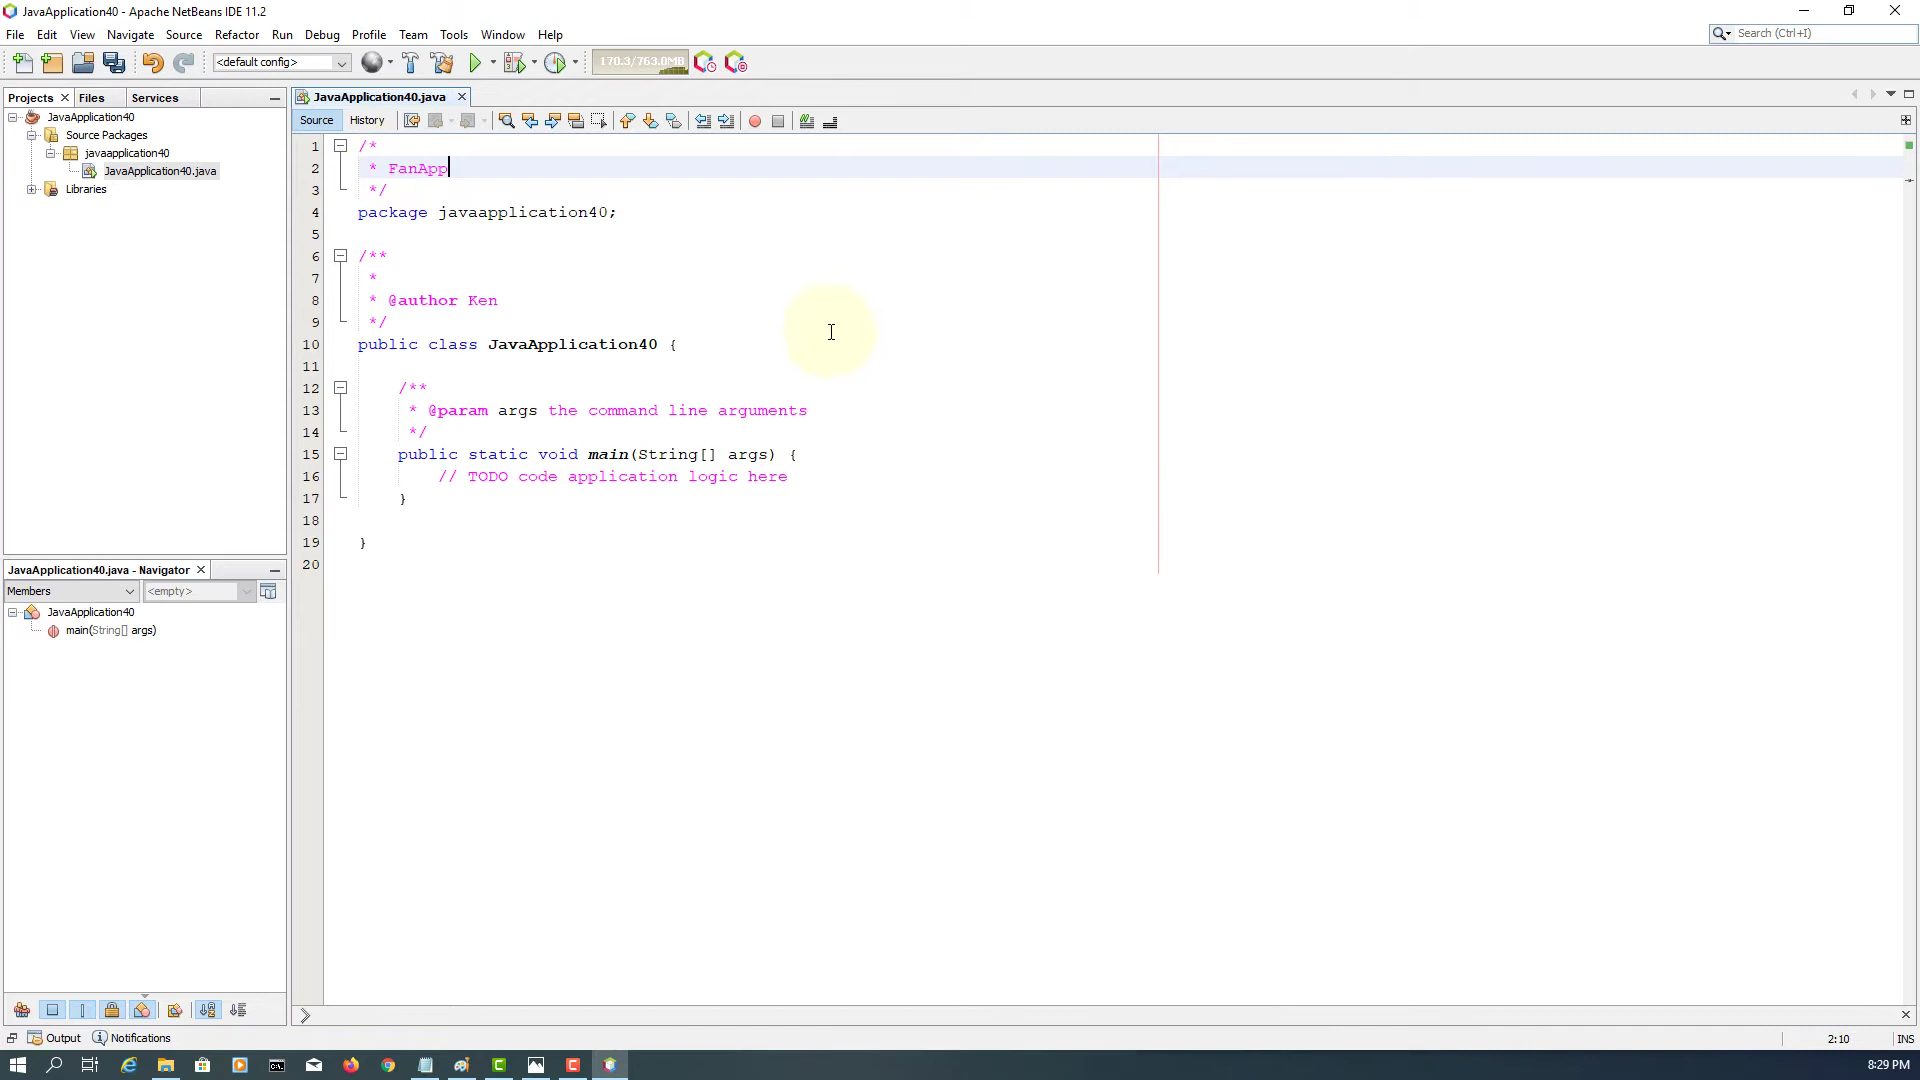 JavaApplication40 - Apache NetBeans IDE 11.2
File Edit View Navigate Source Refactor Run Debug Profile Team Tools Window Help
Search (Ctrl+I)
<default config>
170.3/763.0MB
Projects Files Services
JavaApplication40.java
JavaApplication40
Source Packages
javaapplication40
JavaApplication40.java
Libraries
Source History
1 /*
2 * FanApp
3 */
4 package javaapplication40;
5
6 /**
7 *
8 * @author Ken
9 */
10 public class JavaApplication40 {
11
12 /**
13 * @param args the command line arguments
14 */
15 public static void main(String[] args) {
16 // TODO code application logic here
17 }
18
19 }
20
JavaApplication40.java - Navigator
Members <empty>
JavaApplication40
main(String[] args)
Output Notifications
2:10 INS
8:29 PM